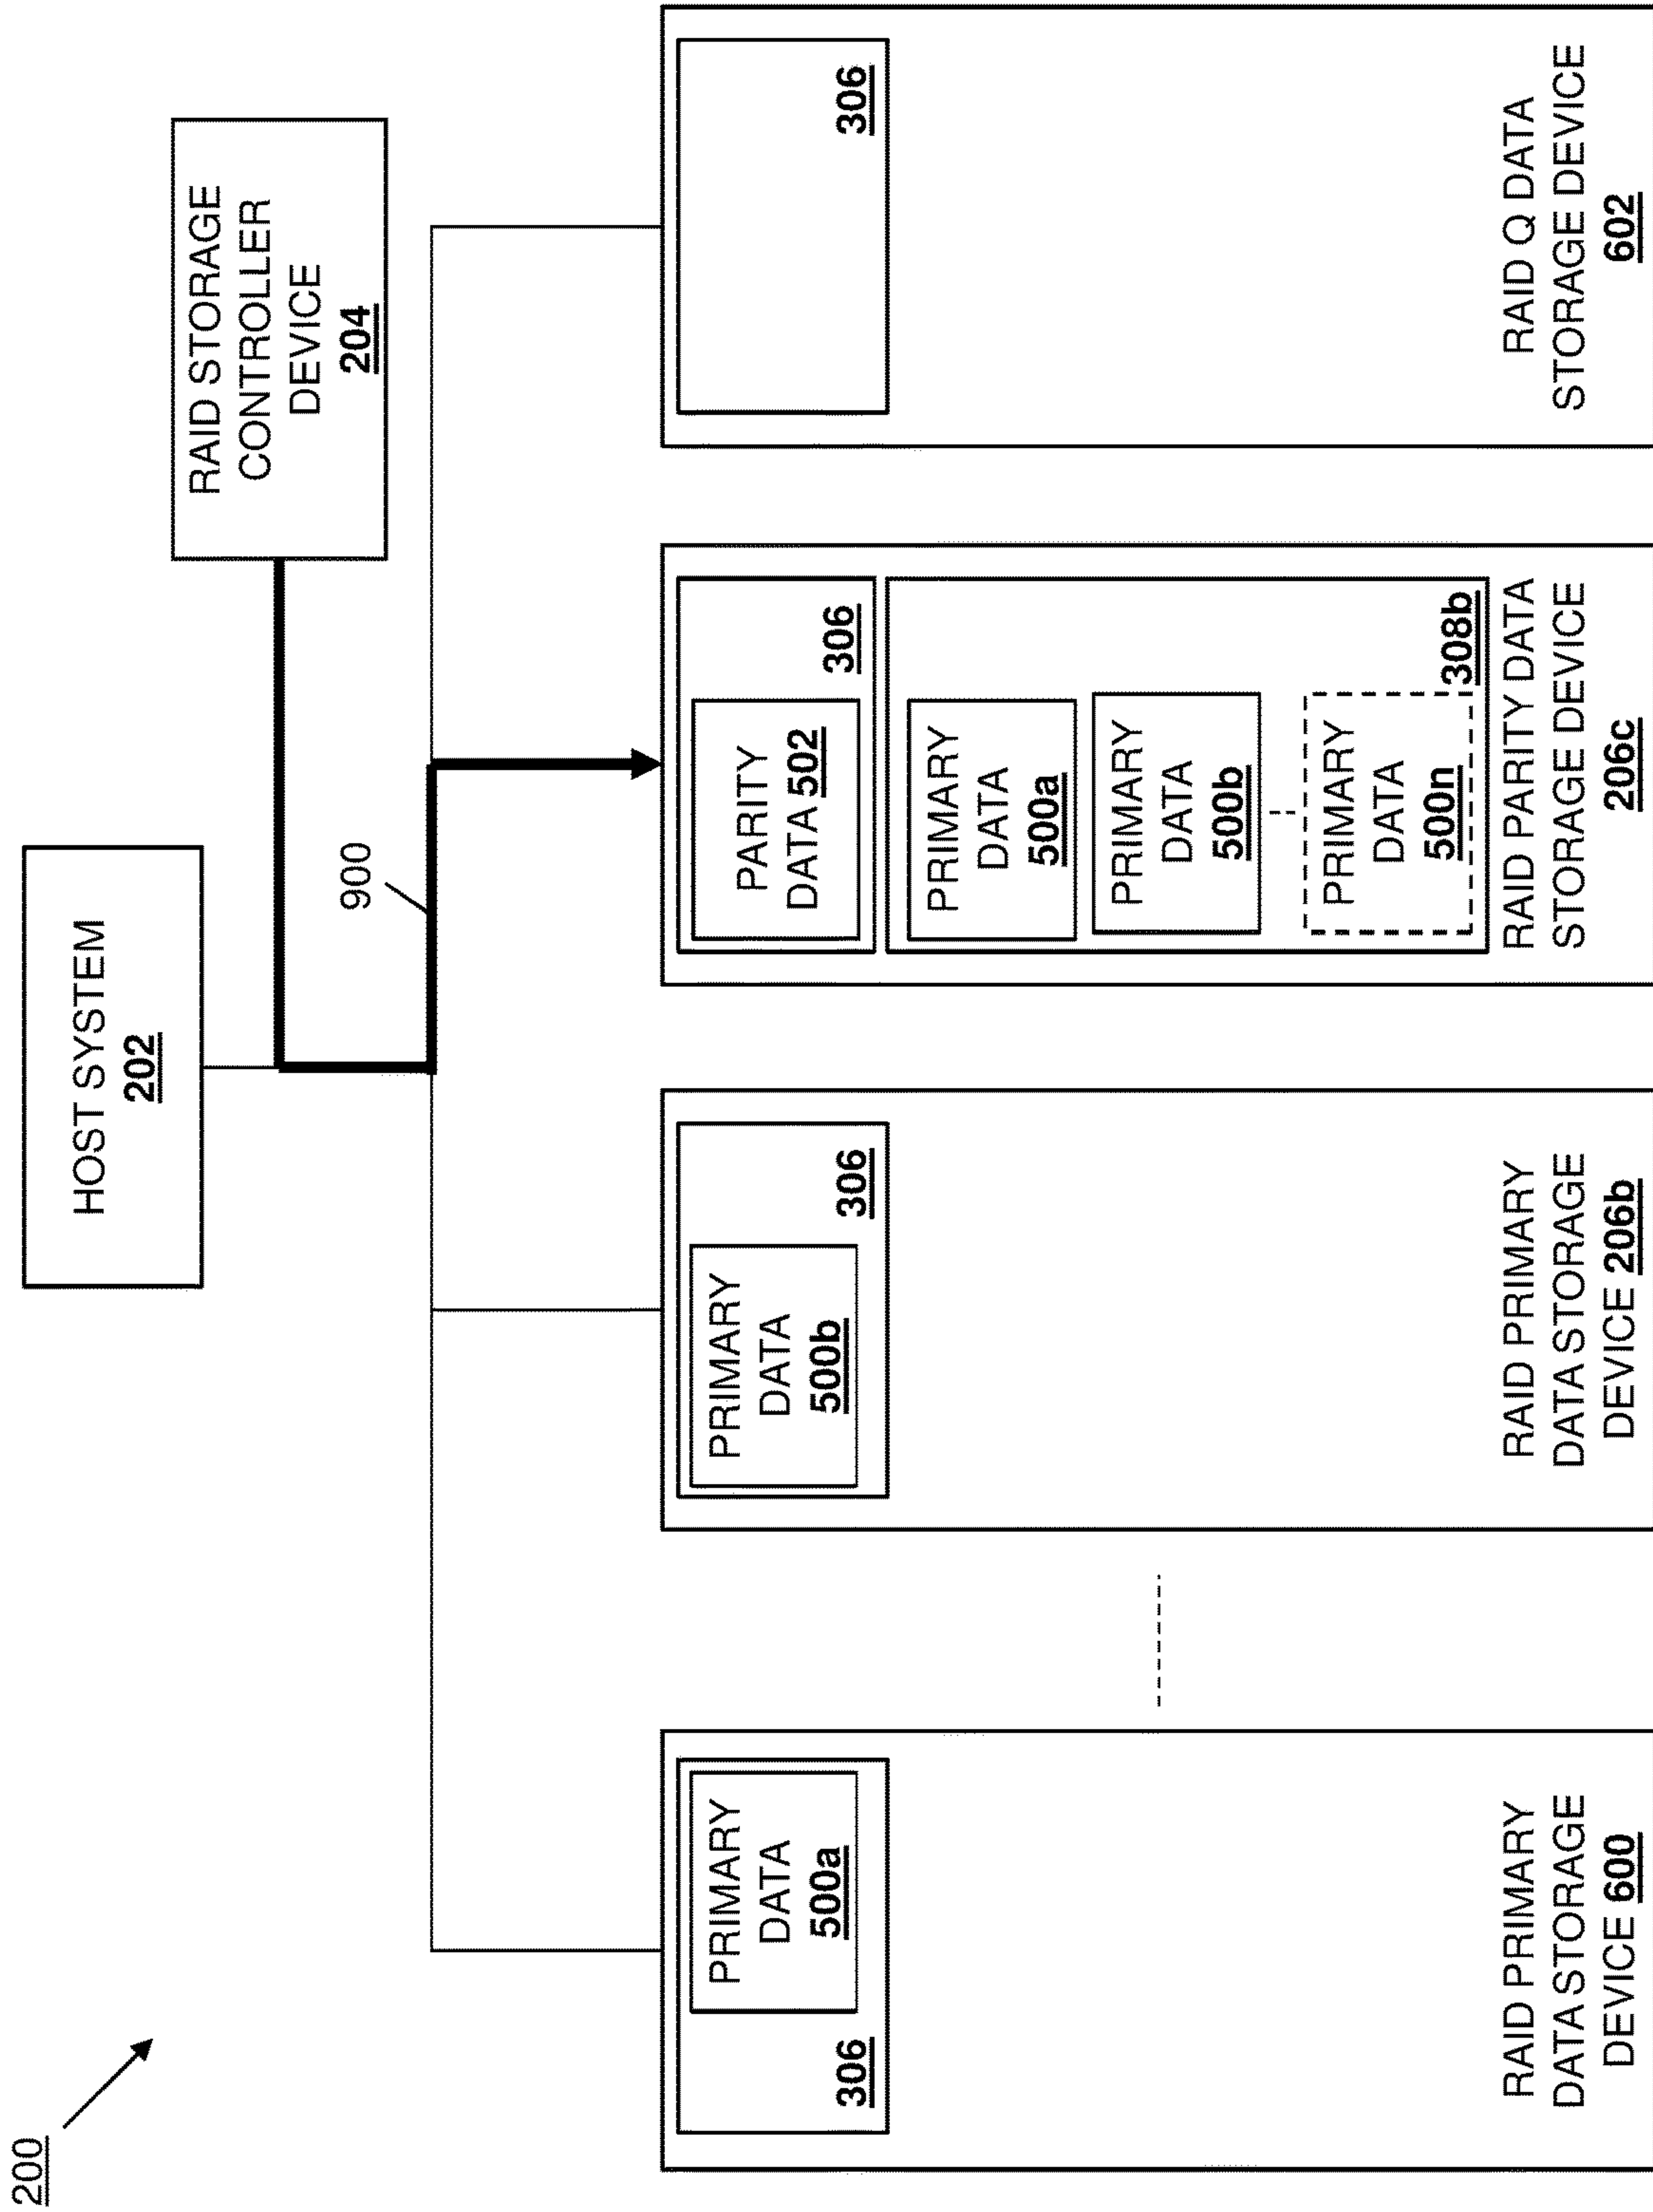 200
HOST SYSTEM
202
RAID STORAGE
CONTROLLER
DEVICE
204
900
306
PRIMARY
DATA
500a
RAID PRIMARY
DATA STORAGE
DEVICE 600
PRIMARY
DATA
500b
306
RAID PRIMARY
DATA STORAGE
DEVICE 206b
PARITY
DATA 502
306
PRIMARY
DATA
500a
PRIMARY
DATA
500b
PRIMARY
DATA
500n
308b
RAID PARITY DATA
STORAGE DEVICE
206c
306
RAID Q DATA
STORAGE DEVICE
602